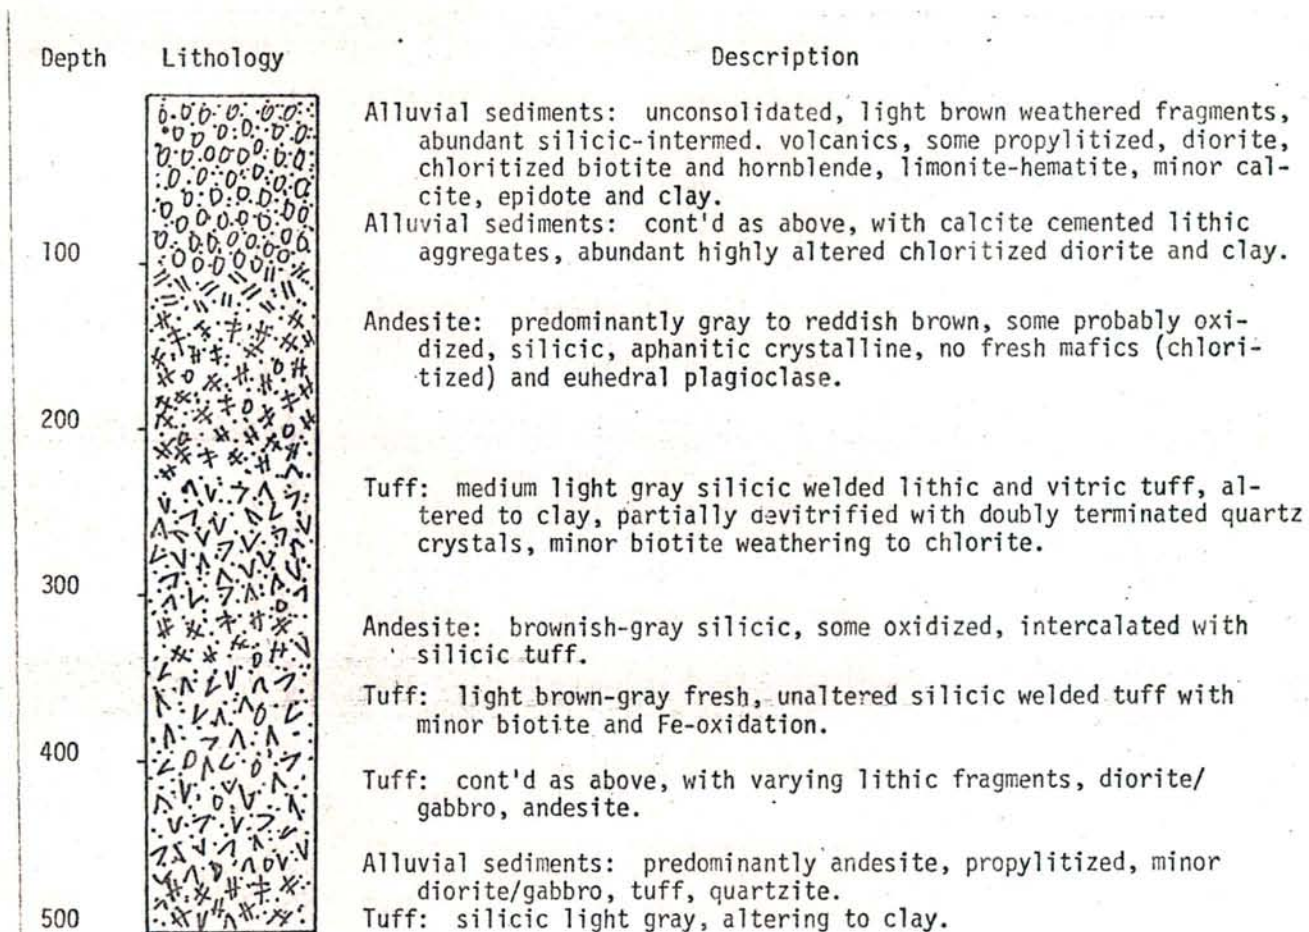 Depth Lithology Description
Alluvial sediments: unconsolidated, light brown weathered fragments,
abundant silicic-intermed. volcanics, some propylitized, diorite,
chloritized biotite and hornblende, limonite-hematite, minor cal-
cite, epidote and clay.
Alluvial sediments: cont'd as above, with calcite cemented lithic
100 aggregates, abundant highly altered chloritized diorite and clay.
Andesite: predominantly gray to reddish brown, some probably oxi-
dized, silicic, aphanitic crystalline, no fresh mafics (chlori-
tized) and euhedral plagioclase.
200
Tuff: medium light gray silicic welded lithic and vitric tuff, al-
tered to clay, partially devitrified with doubly terminated quartz
crystals, minor biotite weathering to chlorite.
300
Andesite: brownish-gray silicic, some oxidized, intercalated with
silicic tuff.
Tuff: light brown-gray fresh, unaltered silicic welded tuff with
minor biotite and Fe-oxidation.
400
Tuff: cont'd as above, with varying lithic fragments, diorite/
gabbro, andesite.
Alluvial sediments: predominantly andesite, propylitized, minor
diorite/gabbro, tuff, quartzite.
500 Tuff: silicic light gray, altering to clay.